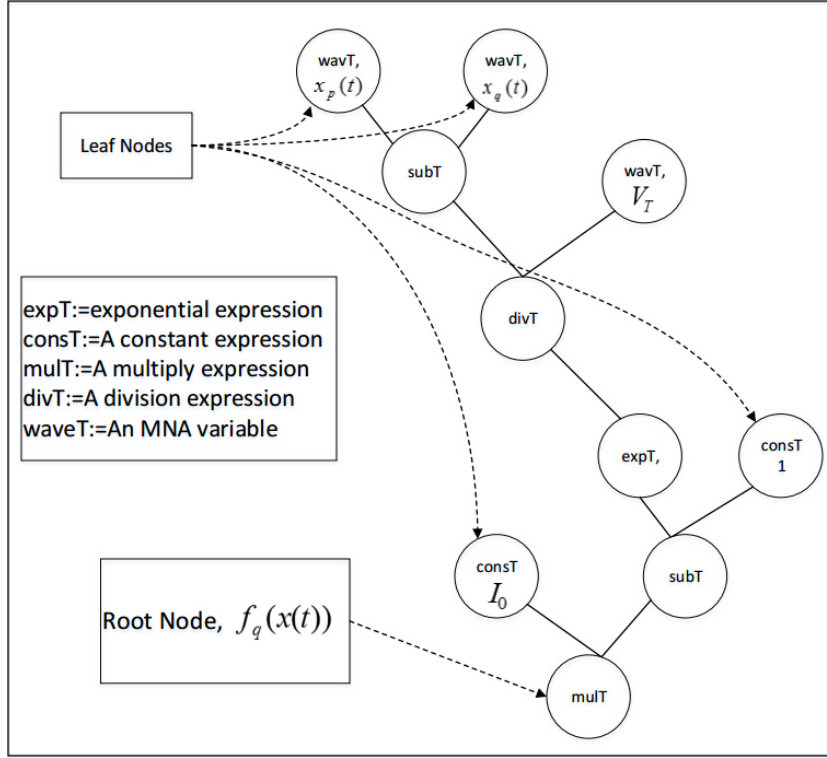 wavT,
x_p(t)
wavT,
x_q(t)
Leaf Nodes
subT
wavT,
V_T
expT:=exponential expression
consT:=A constant expression
mulT:=A multiply expression
divT:=A division expression
waveT:=An MNA variable
divT
expT,
consT
1
consT
I_0
subT
Root Node, f_q(x(t))
mulT